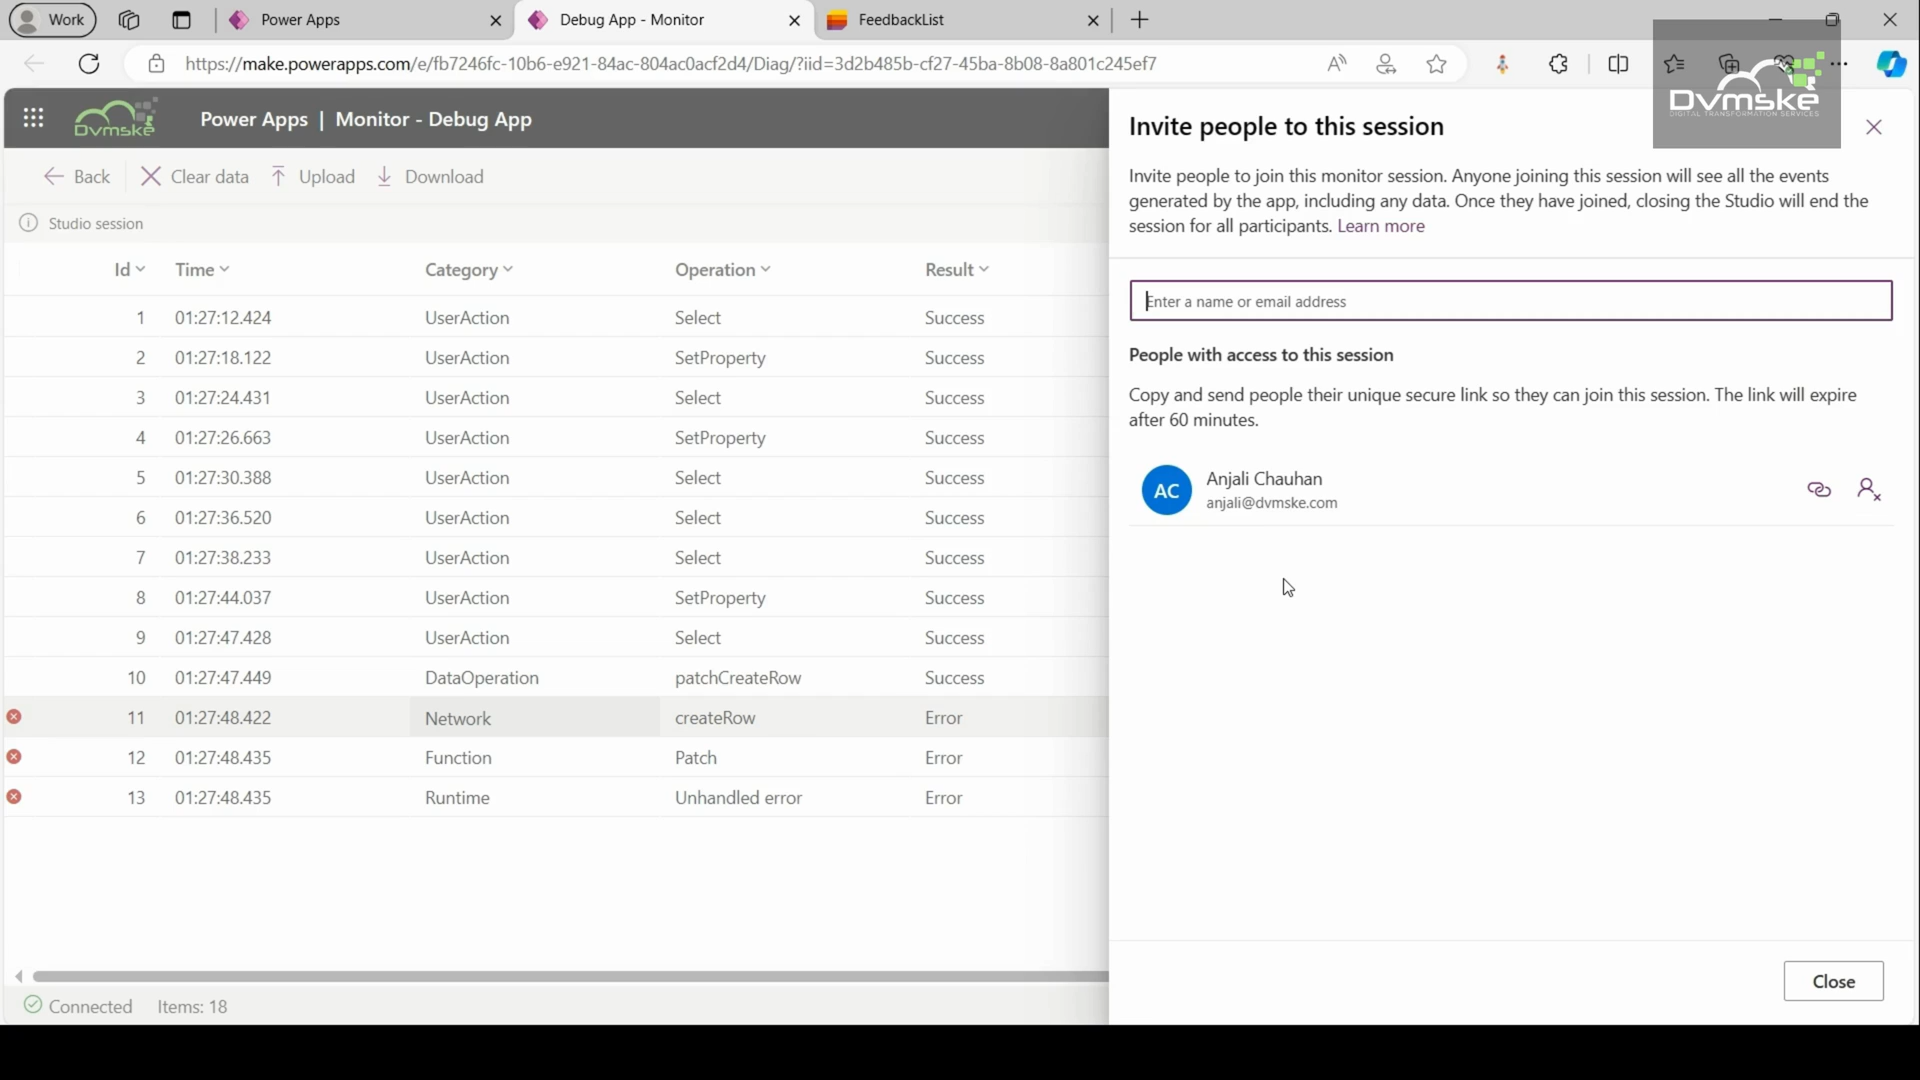 Work
Power Apps
Debug App - Monitor
FeedbackList
https://make.powerapps.com/e/fb7246fc-10b6-e921-84ac-804ac0acf2d4/Diag/?iid=3d2b485b-cf27-45ba-8b08-8a801c245ef7
Dvmske
DIGITAL TRANSFORMATION SERVICES
Dvmske
Power Apps | Monitor - Debug App
Back
Clear data
Upload
Download
Studio session
Id Time Category Operation Result
1 01:27:12.424 UserAction Select Success
2 01:27:18.122 UserAction SetProperty Success
3 01:27:24.431 UserAction Select Success
4 01:27:26.663 UserAction SetProperty Success
5 01:27:30.388 UserAction Select Success
6 01:27:36.520 UserAction Select Success
7 01:27:38.233 UserAction Select Success
8 01:27:44.037 UserAction SetProperty Success
9 01:27:47.428 UserAction Select Success
10 01:27:47.449 DataOperation patchCreateRow Success
11 01:27:48.422 Network createRow Error
12 01:27:48.435 Function Patch Error
13 01:27:48.435 Runtime Unhandled error Error
Connected Items: 18
Invite people to this session
Invite people to join this monitor session. Anyone joining this session will see all the events
generated by the app, including any data. Once they have joined, closing the Studio will end the
session for all participants. Learn more
Enter a name or email address
People with access to this session
Copy and send people their unique secure link so they can join this session. The link will expire
after 60 minutes.
AC
Anjali Chauhan
anjali@dvmske.com
Close